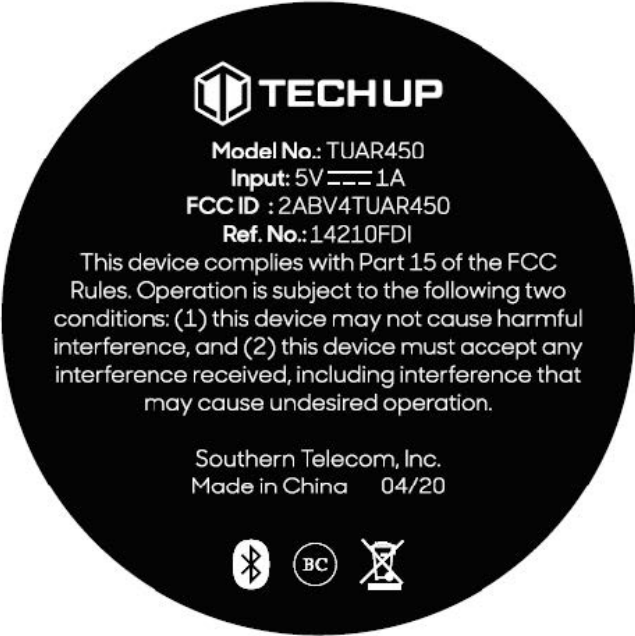 TECHUP
Model No.: TUAR450
Input: 5V⎓1A
FCC ID : 2ABV4TUAR450
Ref. No.: 14210FDI
This device complies with Part 15 of the FCC
Rules. Operation is subject to the following two
conditions: (1) this device may not cause harmful
interference, and (2) this device must accept any
interference received, including interference that
may cause undesired operation.
Southern Telecom, Inc.
Made in China 04/20
BC